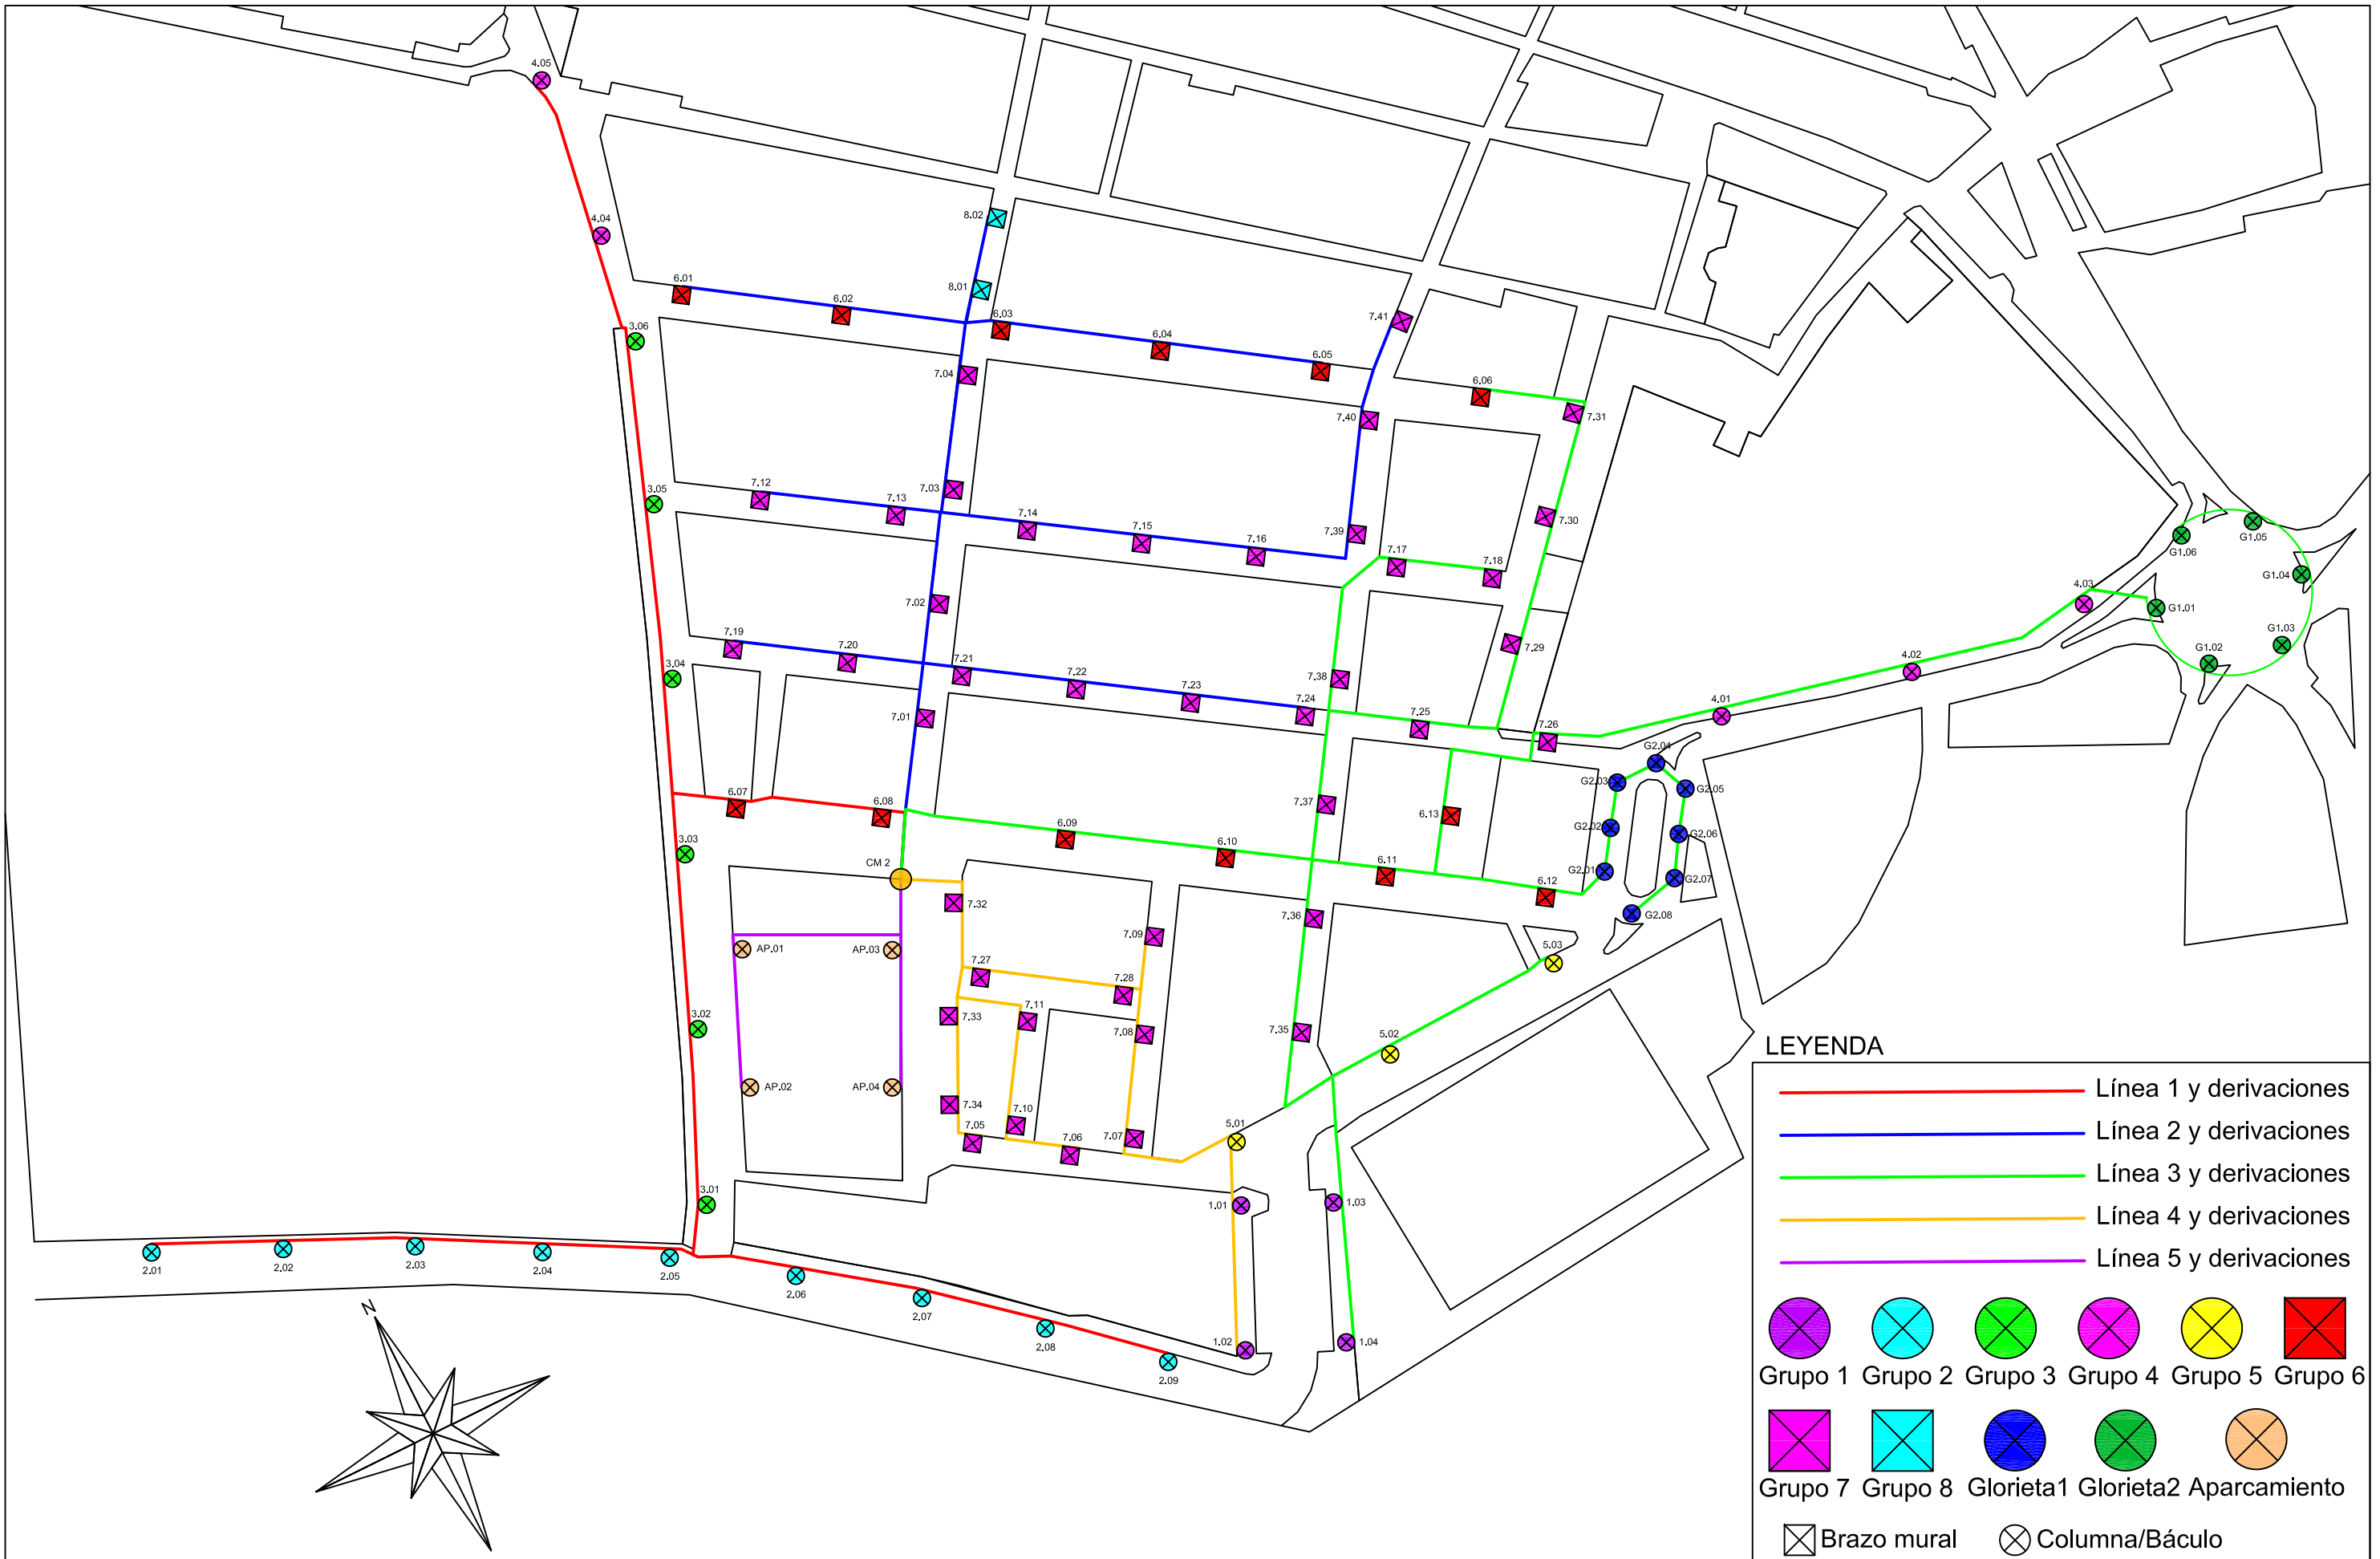 4.05
4.04
8.02
8.01
6.01
6.02
6.03
6.04
6.05
7.41
3.06
7.04
6.06
7.31
7.40
3.05
7.12
7.13
7.03
7.14
7.15
7.16
7.39
7.17
7.18
7.30
G1.06
G1.05
G1.04
4.03
G1.01
G1.03
G1.02
7.02
7.19
7.20
7.21
7.22
7.23
7.24
7.38
7.29
3.04
7.01
7.25
7.26
4.01
4.02
G2.04
G2.03
G2.05
6.07
6.08
6.09
6.10
7.37
6.13
G2.02
G2.06
3.03
CM 2
6.11
6.12
G2.01
G2.07
G2.08
7.32
7.09
7.36
5.03
AP.01
AP.03
7.27
7.28
7.33
7.11
7.08
7.35
5.02
3.02
AP.02
AP.04
7.34
7.10
7.05
7.06
7.07
5.01
3.01
1.01
1.03
2.01
2.02
2.03
2.04
2.05
2.06
2.07
2.08
2.09
1.02
1.04
N
LEYENDA
Línea 1 y derivaciones
Línea 2 y derivaciones
Línea 3 y derivaciones
Línea 4 y derivaciones
Línea 5 y derivaciones
Grupo 1 Grupo 2 Grupo 3 Grupo 4 Grupo 5 Grupo 6
Grupo 7 Grupo 8 Glorieta1 Glorieta2 Aparcamiento
Brazo mural Columna/Báculo